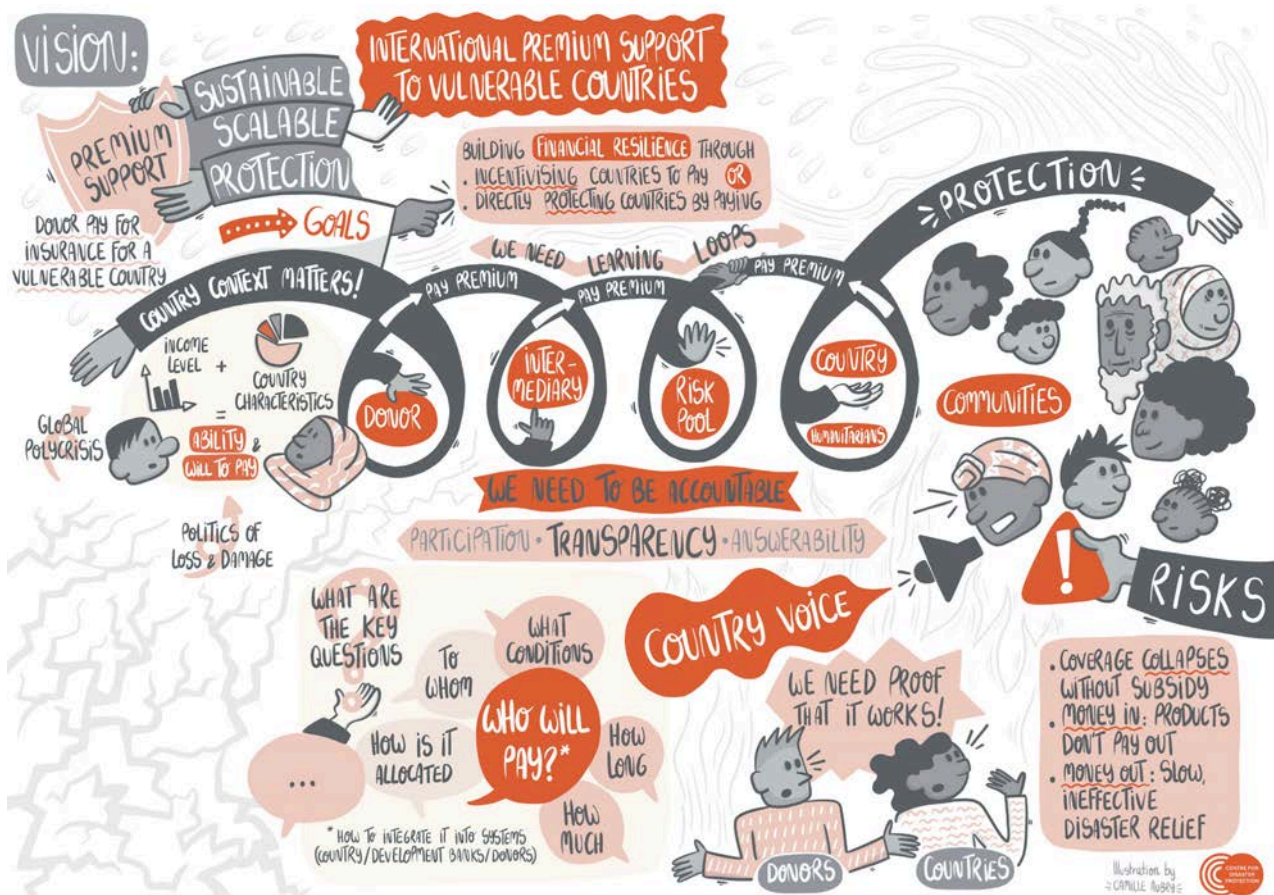 VISION:
SUSTAINABLE
SCALABLE
PROTECTION
PREMIUM
SUPPORT
DONOR PAY FOR
INSURANCE FOR A
VULNERABLE COUNTRY
GOALS
INTERNATIONAL PREMIUM SUPPORT
TO VULNERABLE COUNTRIES
BUILDING FINANCIAL RESILIENCE THROUGH
• INCENTIVISING COUNTRIES TO PAY OR
• DIRECTLY PROTECTING COUNTRIES BY PAYING
WE NEED LEARNING LOOPS
COUNTRY CONTEXT MATTERS!
PAY PREMIUM
PAY PREMIUM
PAY PREMIUM
PROTECTION
INCOME
LEVEL
+
COUNTRY
CHARACTERISTICS
=
ABILITY &
WILL TO PAY
GLOBAL
POLYCRISIS
POLITICS OF
LOSS & DAMAGE
DONOR
INTER-
MEDIARY
RISK
POOL
COUNTRY
HUMANITARIANS
COMMUNITIES
WE NEED TO BE ACCOUNTABLE
PARTICIPATION • TRANSPARENCY • ANSWERABILITY
!
RISKS
• COVERAGE COLLAPSES
WITHOUT SUBSIDY
• MONEY IN: PRODUCTS
DON'T PAY OUT
• MONEY OUT: SLOW,
INEFFECTIVE
DISASTER RELIEF
COUNTRY VOICE
WHAT ARE
THE KEY
QUESTIONS
?
...
TO
WHOM
WHAT
CONDITIONS
HOW IS IT
ALLOCATED
WHO WILL
PAY?*
HOW
LONG
HOW
MUCH
* HOW TO INTEGRATE IT INTO SYSTEMS
(COUNTRY/DEVELOPMENT BANKS/DONORS)
WE NEED PROOF
THAT IT WORKS!
DONORS
COUNTRIES
Illustration by
CAMILLE AUBRY
CENTRE FOR
DISASTER
PROTECTION